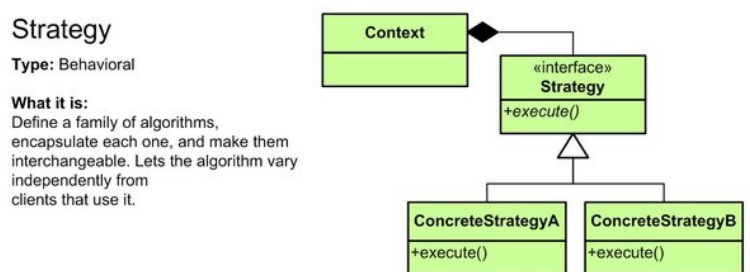 Strategy
Type: Behavioral
What it is:
Define a family of algorithms,
encapsulate each one, and make them
interchangeable. Lets the algorithm vary
independently from
clients that use it.
Context
«interface»
Strategy
+execute()
ConcreteStrategyA
+execute()
ConcreteStrategyB
+execute()